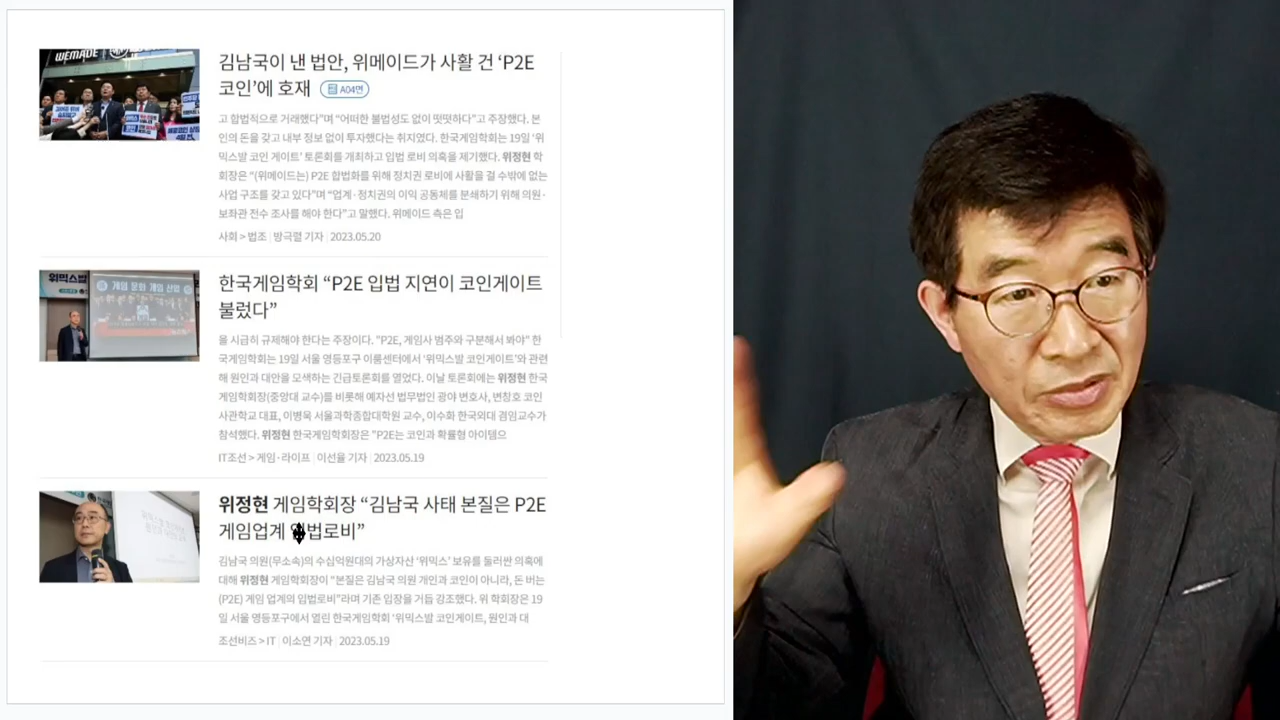 WEMADE
김남국이 낸 법안, 위메이드가 사활 건 ‘P2E
코인’에 호재 A04면
고 합법적으로 거래했다”며 “어떠한 불법성도 없이 떳떳하다”고 주장했다. 본
인의 돈을 갖고 내부 정보 없이 투자했다는 취지였다. 한국게임학회는 19일 ‘위
믹스발 코인 게이트’ 토론회를 개최하고 입법 로비 의혹을 제기했다. 위정현 학
회장은 “(위메이드는) P2E 합법화를 위해 정치권 로비에 사활을 걸 수밖에 없는
사업 구조를 갖고 있다”며 “업계·정치권의 이익 공동체를 분쇄하기 위해 의원·
보좌관 전수 조사를 해야 한다”고 말했다. 위메이드 측은 입
사회 > 법조 방극렬 기자 2023.05.20
위믹스발
게임 문화 게임 산업
한국게임학회 “P2E 입법 지연이 코인게이트
불렀다”
을 시급히 규제해야 한다는 주장이다. "P2E, 게임사 범주와 구분해서 봐야" 한
국게임학회는 19일 서울 영등포구 이룸센터에서 ‘위믹스발 코인게이트’와 관련
해 원인과 대안을 모색하는 긴급토론회를 열었다. 이날 토론회에는 위정현 한국
게임학회장(중앙대 교수)를 비롯해 예자선 법무법인 광야 변호사, 변창호 코인
사관학교 대표, 이병욱 서울과학종합대학원 교수, 이수화 한국외대 겸임교수가
참석했다. 위정현 한국게임학회장은 "P2E는 코인과 확률형 아이템으
IT조선 > 게임·라이프 이선율 기자 2023.05.19
위정현 게임학회장 “김남국 사태 본질은 P2E
게임업계 입법로비”
김남국 의원(무소속)의 수십억원대의 가상자산 ‘위믹스’ 보유를 둘러싼 의혹에
대해 위정현 게임학회장이 “본질은 김남국 의원 개인과 코인이 아니라, 돈 버는
(P2E) 게임 업계의 입법로비”라며 기존 입장을 거듭 강조했다. 위 학회장은 19
일 서울 영등포구에서 열린 한국게임학회 ‘위믹스발 코인게이트, 원인과 대
조선비즈 > IT 이소연 기자 2023.05.19